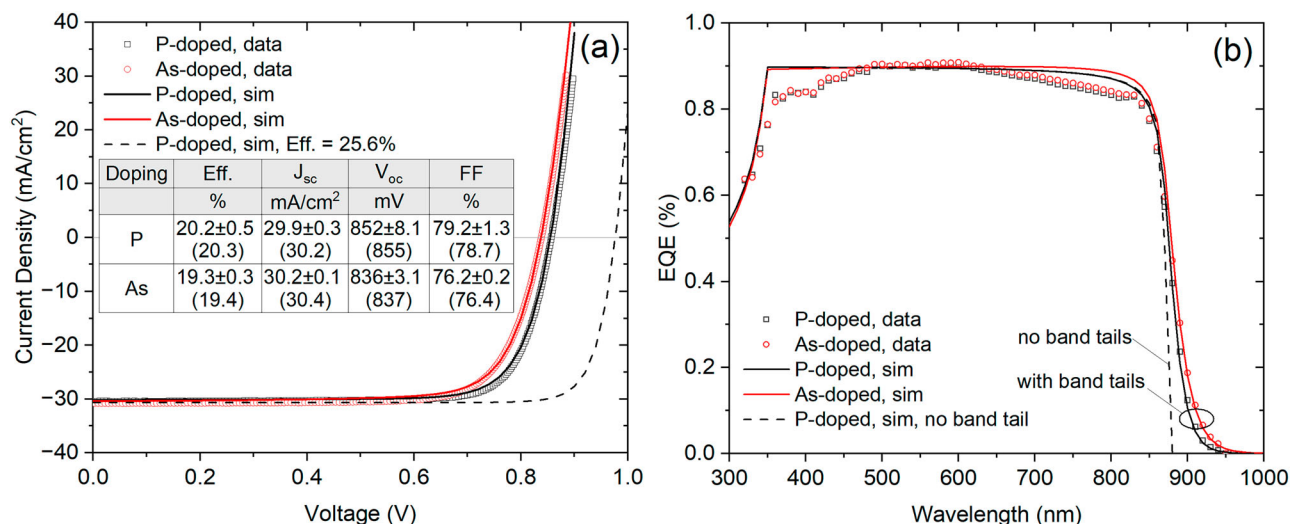 (a)
P-doped, data
As-doped, data
P-doped, sim
As-doped, sim
P-doped, sim, Eff. = 25.6%
Doping Eff. J_sc V_oc FF
% mA/cm² mV %
P 20.2±0.5 29.9±0.3 852±8.1 79.2±1.3
(20.3) (30.2) (855) (78.7)
As 19.3±0.3 30.2±0.1 836±3.1 76.2±0.2
(19.4) (30.4) (837) (76.4)
Current Density (mA/cm²)
40
30
20
10
0
−10
−20
−30
−40
0.0 0.2 0.4 0.6 0.8 1.0
Voltage (V)
(b)
EQE (%)
1.0
0.8
0.6
0.4
0.2
0.0
no band tails
with band tails
P-doped, data
As-doped, data
P-doped, sim
As-doped, sim
P-doped, sim, no band tail
300 400 500 600 700 800 900 1000
Wavelength (nm)